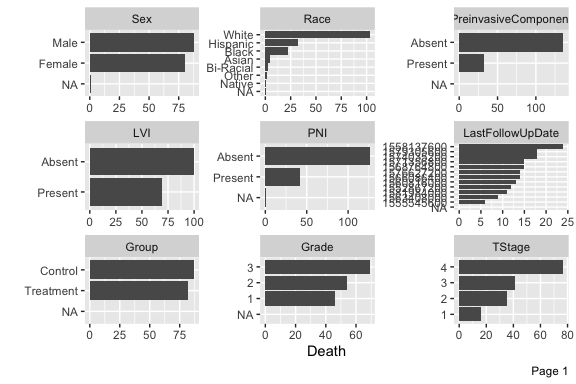 Sex
Race
PreinvasiveComponen
Male
Female
NA
0
25
50
75
White
Hispanic
Black
Asian
Bi-Racial
Other
Native
NA
0
25
50
75
100
Absent
Present
NA
0
50
100
LVI
PNI
LastFollowUpDate
Absent
Present
0
25
50
75
100
Absent
Present
NA
0
50
100
1558137600
NA
0
5
10
15
20
25
Group
Grade
TStage
Control
Treatment
NA
0
25
50
75
3
2
1
NA
0
20
40
60
4
3
2
1
0
20
40
60
80
Death
Page 1